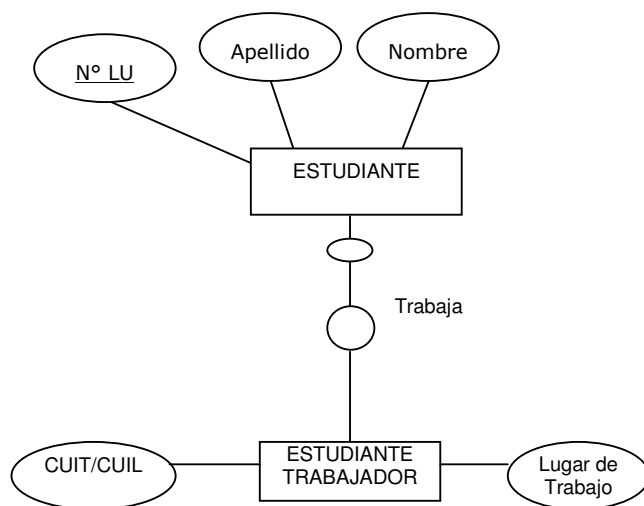 N° LU
Apellido
Nombre
ESTUDIANTE
Trabaja
CUIT/CUIL
ESTUDIANTE
TRABAJADOR
Lugar de
Trabajo